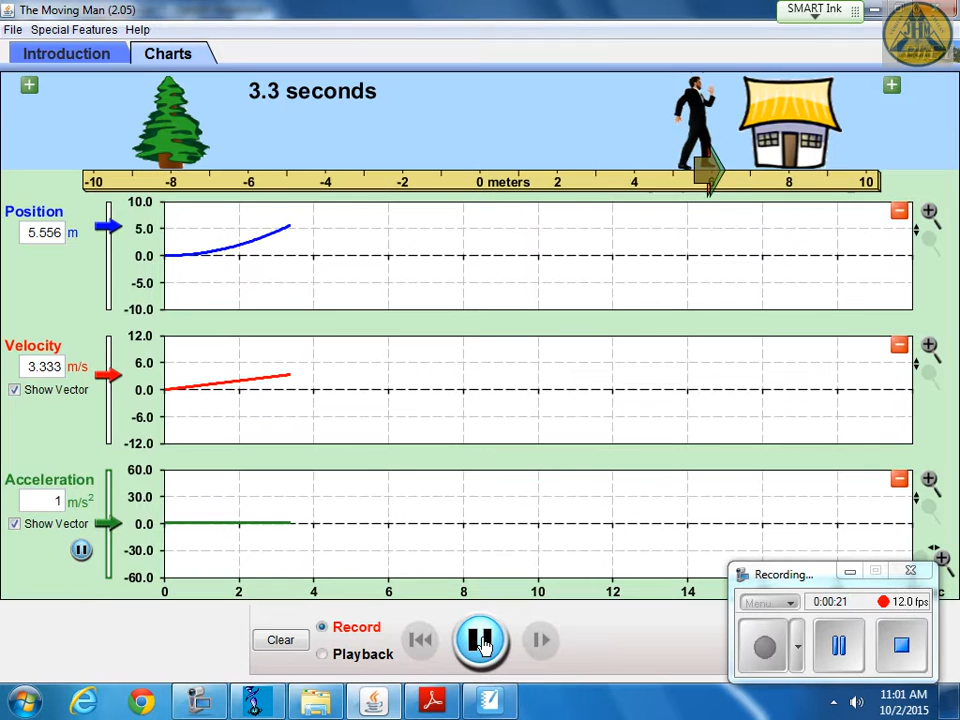 The Moving Man (2.05)
SMART Ink
File Special Features Help
JHM
Introduction Charts
3.3 seconds
-10 -8 -6 -4 -2 0 meters 2 4 6 8 10
Position
5.556 m
10.0
5.0
0.0
-5.0
-10.0
Velocity
3.333 m/s
Show Vector
12.0
6.0
0.0
-6.0
-12.0
Acceleration
1 m/s²
Show Vector
60.0
30.0
0.0
-30.0
-60.0
0 2 4 6 8 10 12 14
Recording...
Menu
0:00:21 12.0 fps
Clear
Record
Playback
11:01 AM
10/2/2015